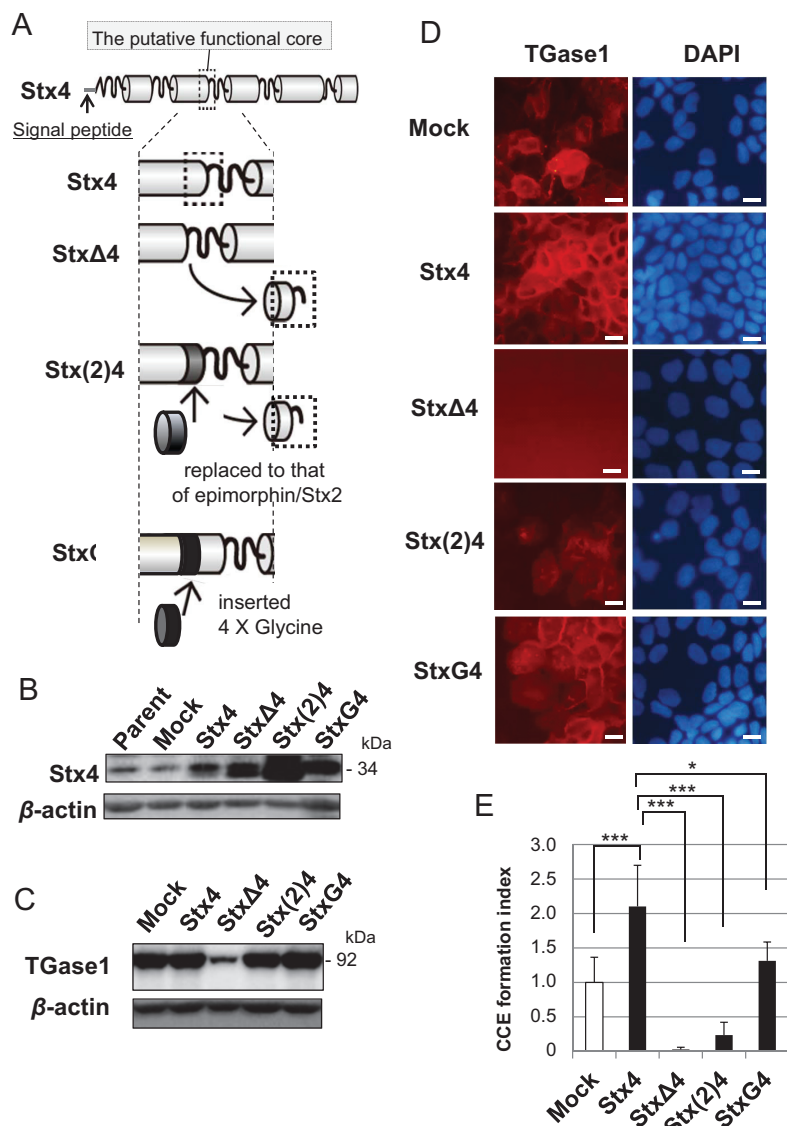 A
The putative functional core
Stx4
Signal peptide
Stx4
StxΔ4
Stx(2)4
replaced to that
of epimorphin/Stx2
inserted
4 X Glycine
B
Parent Mock Stx4 StxΔ4 Stx(2)4 StxG4
kDa
Stx4 - 34
β-actin
C
Mock Stx4 StxΔ4 Stx(2)4 StxG4
kDa
TGase1 - 92
β-actin
D
TGase1 DAPI
Mock
Stx4
StxΔ4
Stx(2)4
StxG4
E
*
***
***
***
CCE formation index
3.0
2.5
2.0
1.5
1.0
0.5
0
Mock Stx4 StxΔ4 Stx(2)4 StxG4